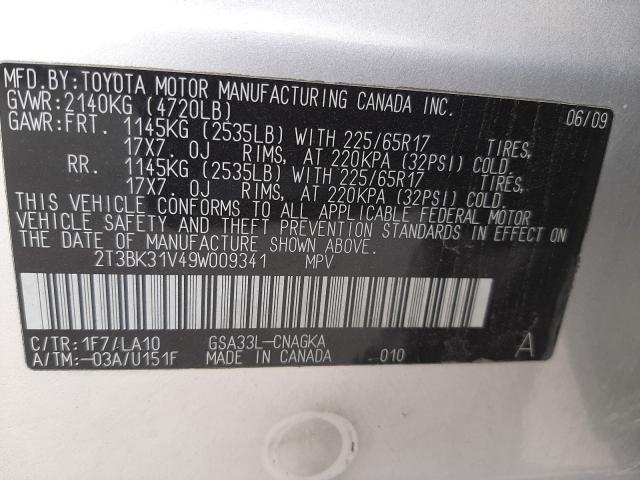 MFD.BY:TOYOTA MOTOR MANUFACTURING CANADA INC.
GVWR:2140KG (4720LB) 06/09
GAWR:FRT. 1145KG (2535LB) WITH 225/65R17 TIRES,
17X7. 0J RIMS, AT 220KPA (32PSI) COLD.
RR. 1145KG (2535LB) WITH 225/65R17 TIRES,
17X7. 0J RIMS, AT 220KPA (32PSI) COLD.
THIS VEHICLE CONFORMS TO ALL APPLICABLE FEDERAL MOTOR
VEHICLE SAFETY AND THEFT PREVENTION STANDARDS IN EFFECT ON
THE DATE OF MANUFACTURE SHOWN ABOVE.
2T3BK31V49W009341 MPV
C/TR:1F7/LA10 GSA33L-CNAGKA
A/TM:-03A/U151F MADE IN CANADA 010 A